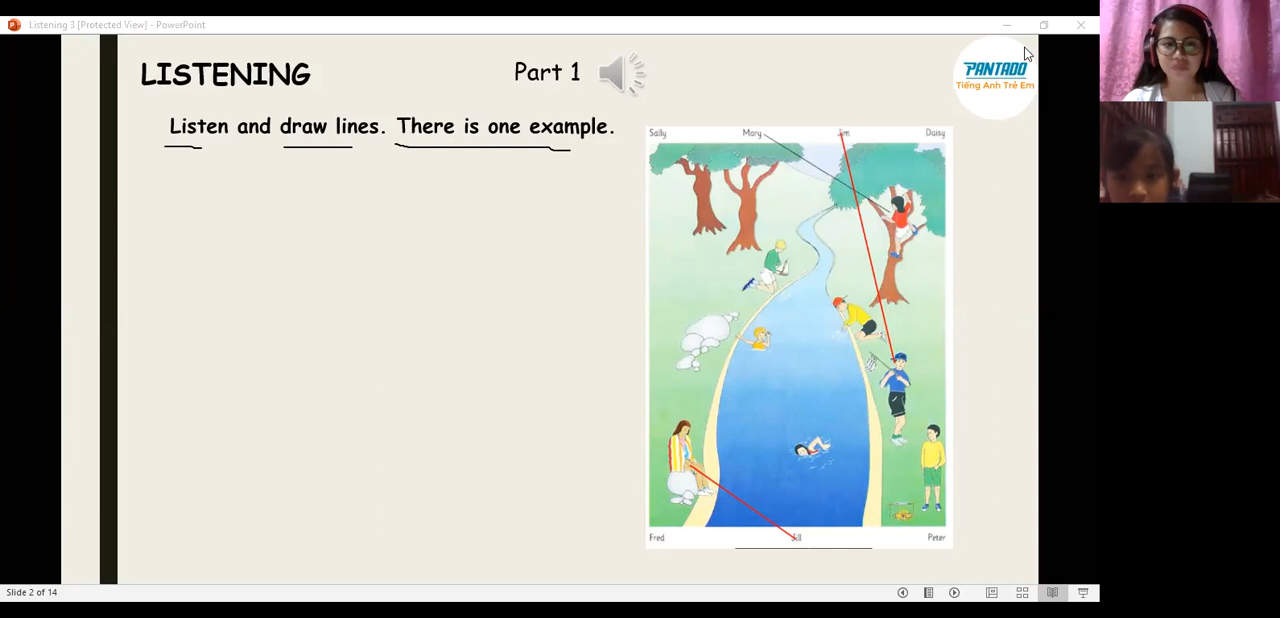 Listening 3 [Protected View] - PowerPoint
LISTENING
Part 1
PANTADO
Tiếng Anh Trẻ Em
Listen and draw lines. There is one example.
Sally Mary Jim Daisy
Fred Jill Peter
Slide 2 of 14